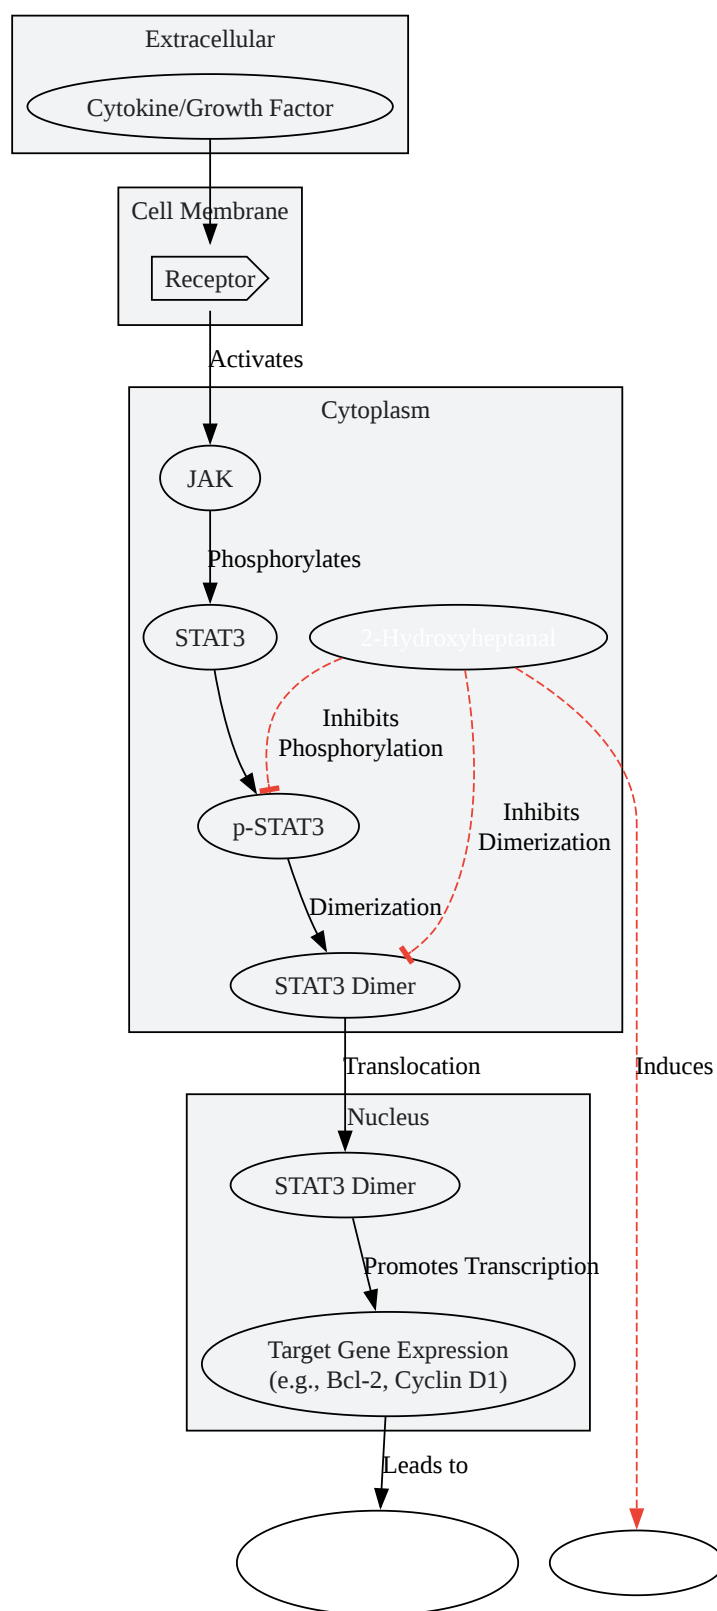 Extracellular
Cytokine/Growth Factor
Cell Membrane
Receptor
Activates
Cytoplasm
JAK
Phosphorylates
STAT3
2-Hydroxyheptanal
Inhibits
Phosphorylation
Inhibits
Dimerization
p-STAT3
Dimerization
STAT3 Dimer
Translocation
Induces
Nucleus
STAT3 Dimer
Promotes Transcription
Target Gene Expression
(e.g., Bcl-2, Cyclin D1)
Leads to